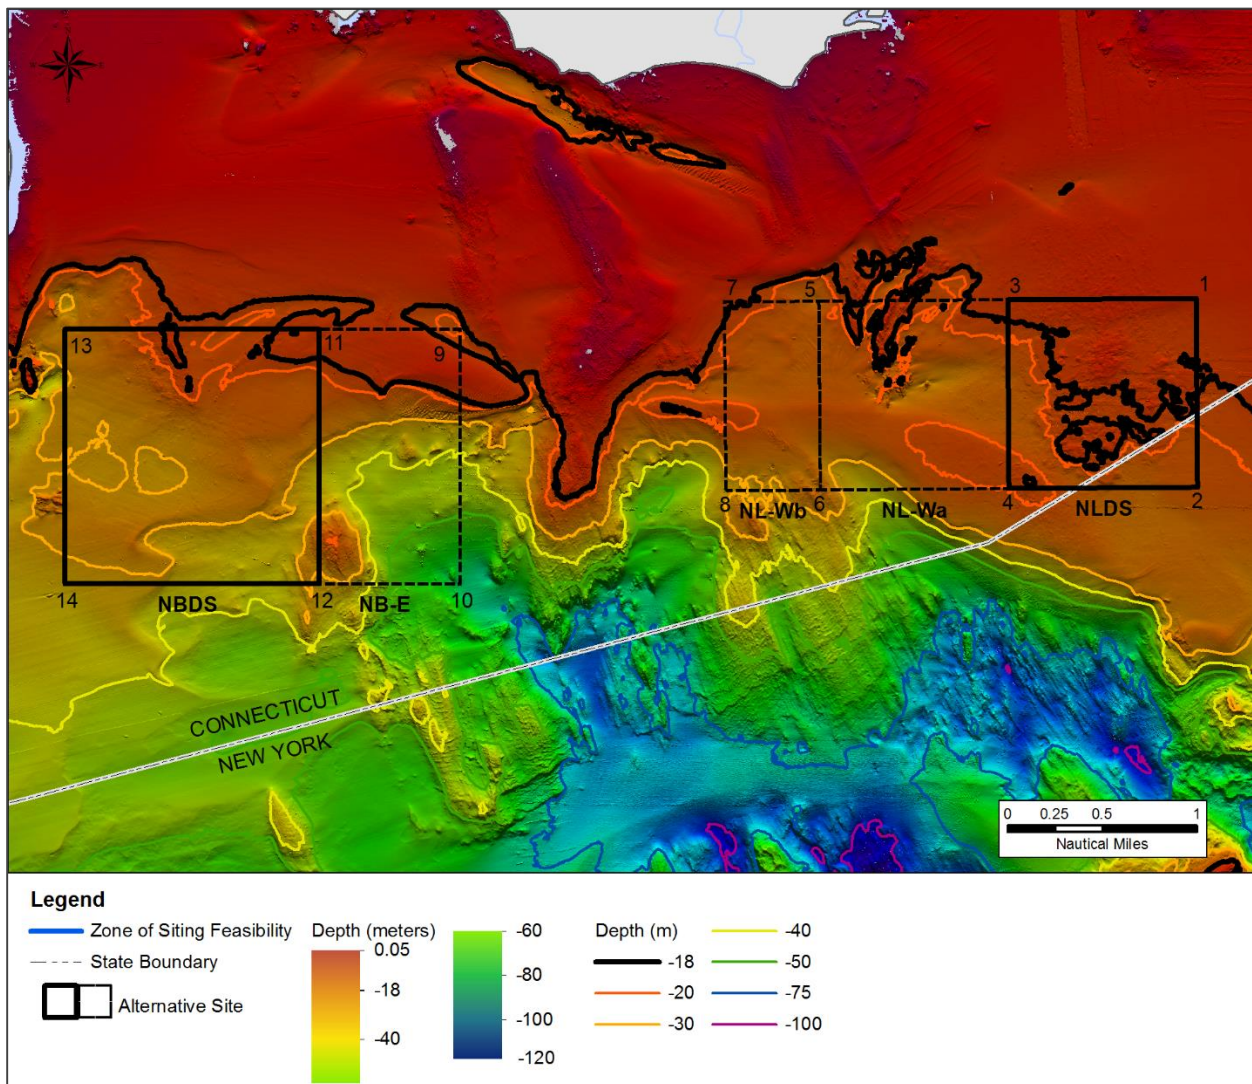 7
5
3
1
13
11
9
8
6
4
2
NL-Wb
NL-Wa
NLDS
14
12
10
NBDS
NB-E
CONNECTICUT
NEW YORK
0 0.25 0.5 1
Nautical Miles
Legend
Zone of Siting Feasibility
State Boundary
Alternative Site
Depth (meters)
0.05
-18
-40
-60
-80
-100
-120
Depth (m)
-18
-20
-30
-40
-50
-75
-100